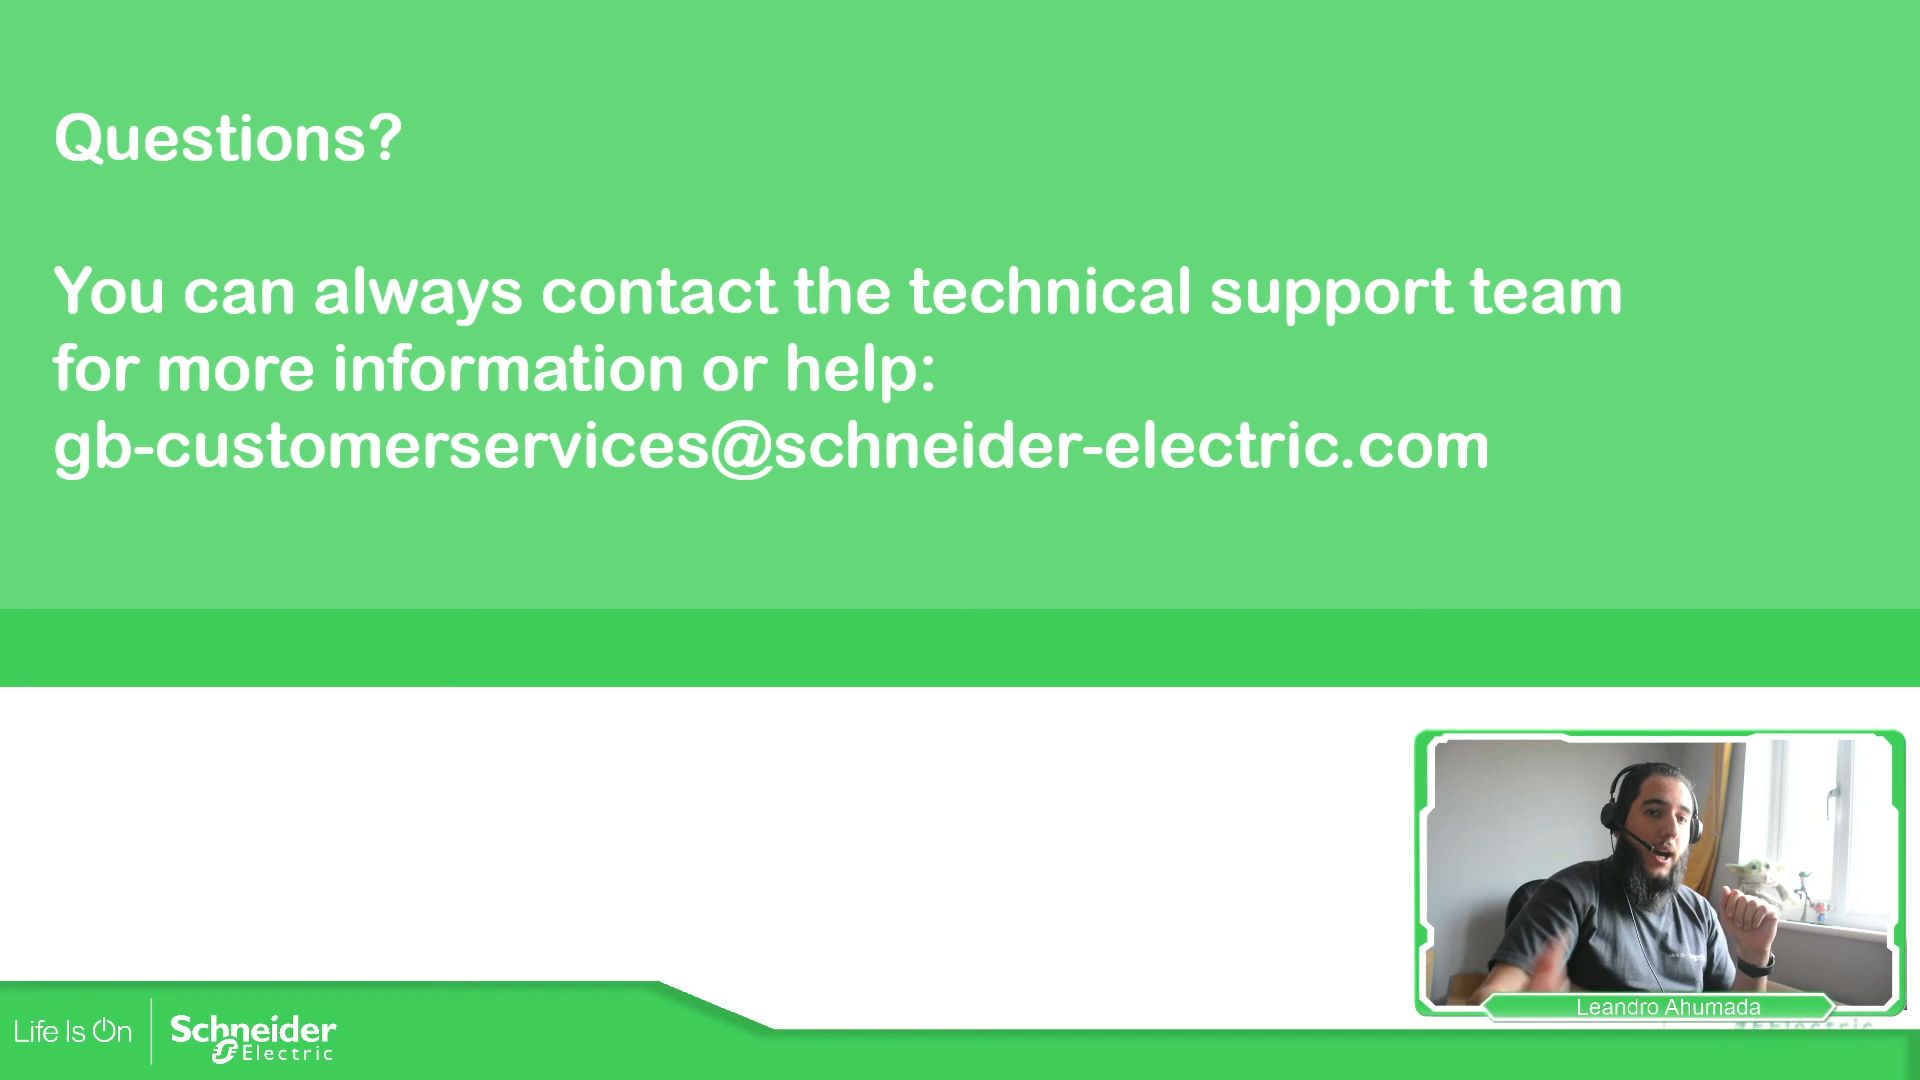 Questions?
You can always contact the technical support team
for more information or help:
gb-customerservices@schneider-electric.com
Leandro Ahumada
Life Is On
Schneider
Electric
Electric